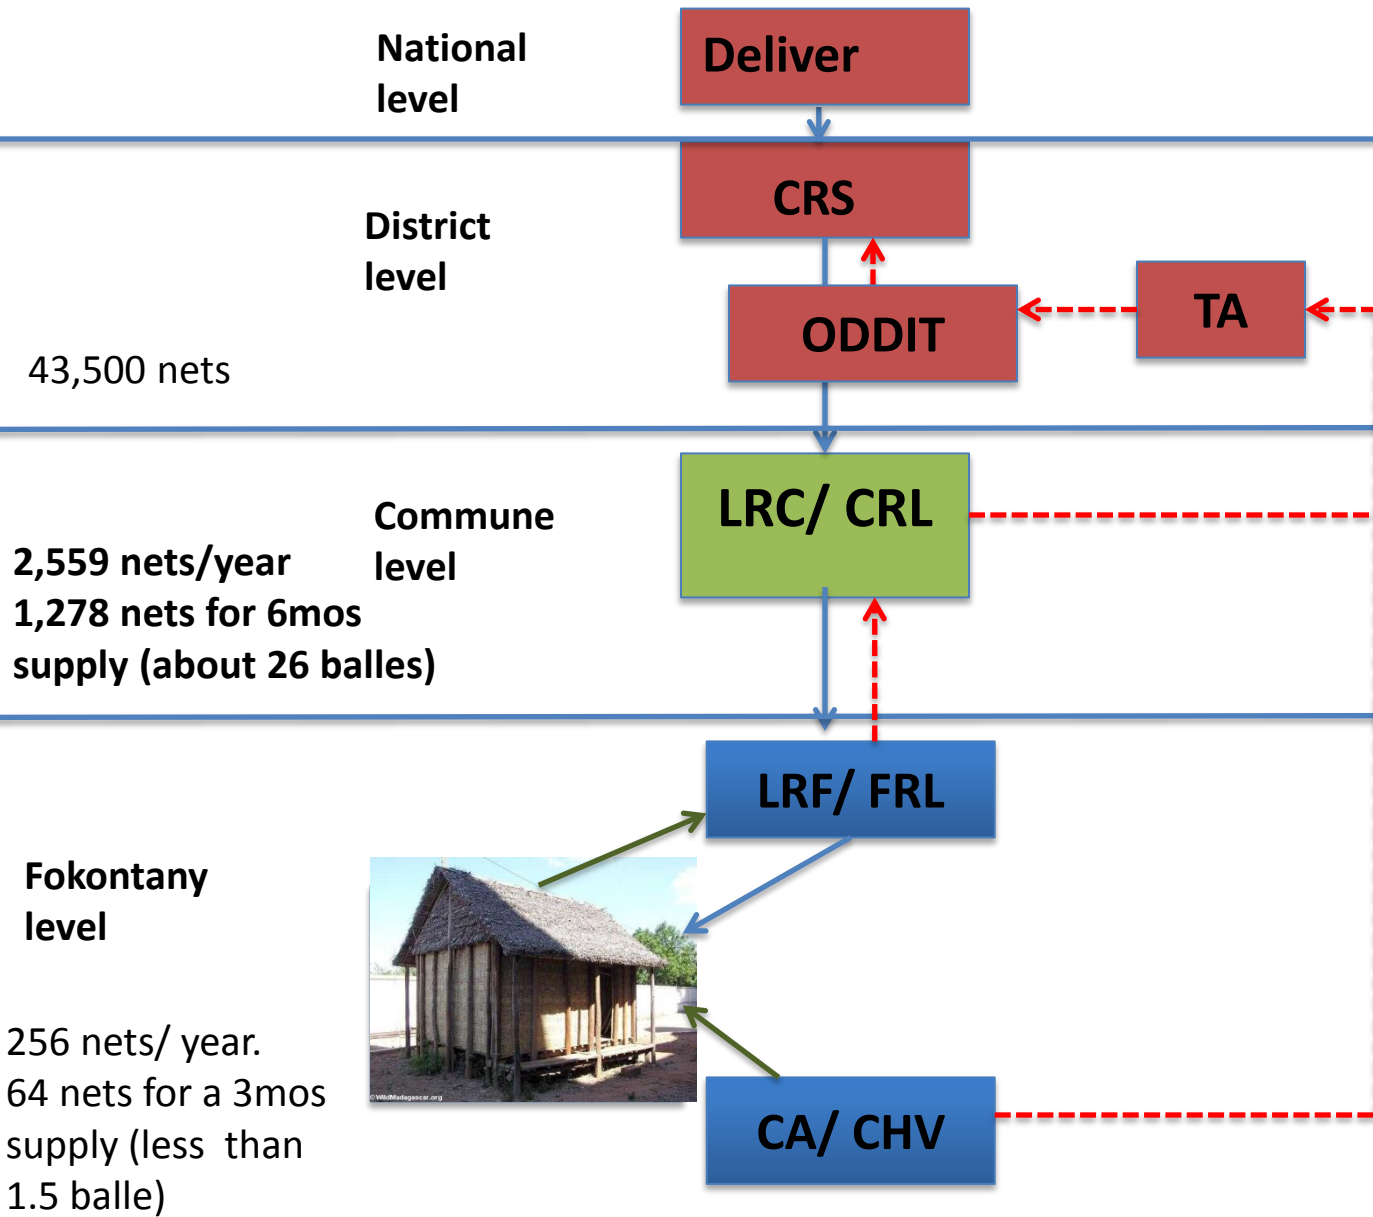 National
level
Deliver
CRS
District
level
ODDIT
TA
43,500 nets
LRC/ CRL
Commune
level
2,559 nets/year
1,278 nets for 6mos
supply (about 26 balles)
LRF/ FRL
Fokontany
level
©WildMadagascar.org
256 nets/ year.
64 nets for a 3mos
supply (less than
1.5 balle)
CA/ CHV